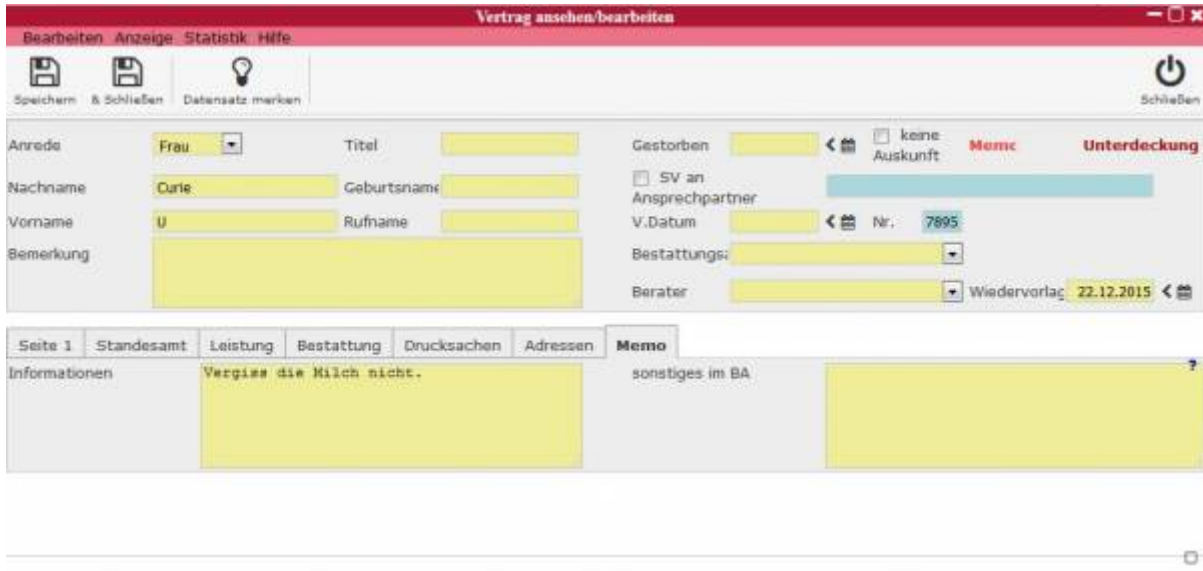 Vertrag ansehen/bearbeiten
Bearbeiten Anzeige Statistik Hilfe
Speichern & Schließen Datensatz merken Schließen
Anrede Frau Titel Gestorben keine Auskunft Memo Unterdeckung
Nachname Curie Geburtsname SV an Ansprechpartner
Vorname U Rufname V.Datum Nr. 7895
Bemerkung Bestattungsa
Berater Wiedervorlag 22.12.2015
Seite 1 Standesamt Leistung Bestattung Drucksachen Adressen Memo
Informationen Vergiss die Milch nicht. sonstiges im BA ?